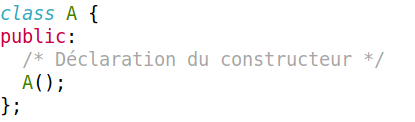 class A {
public:
  /* Déclaration du constructeur */
  A();
};